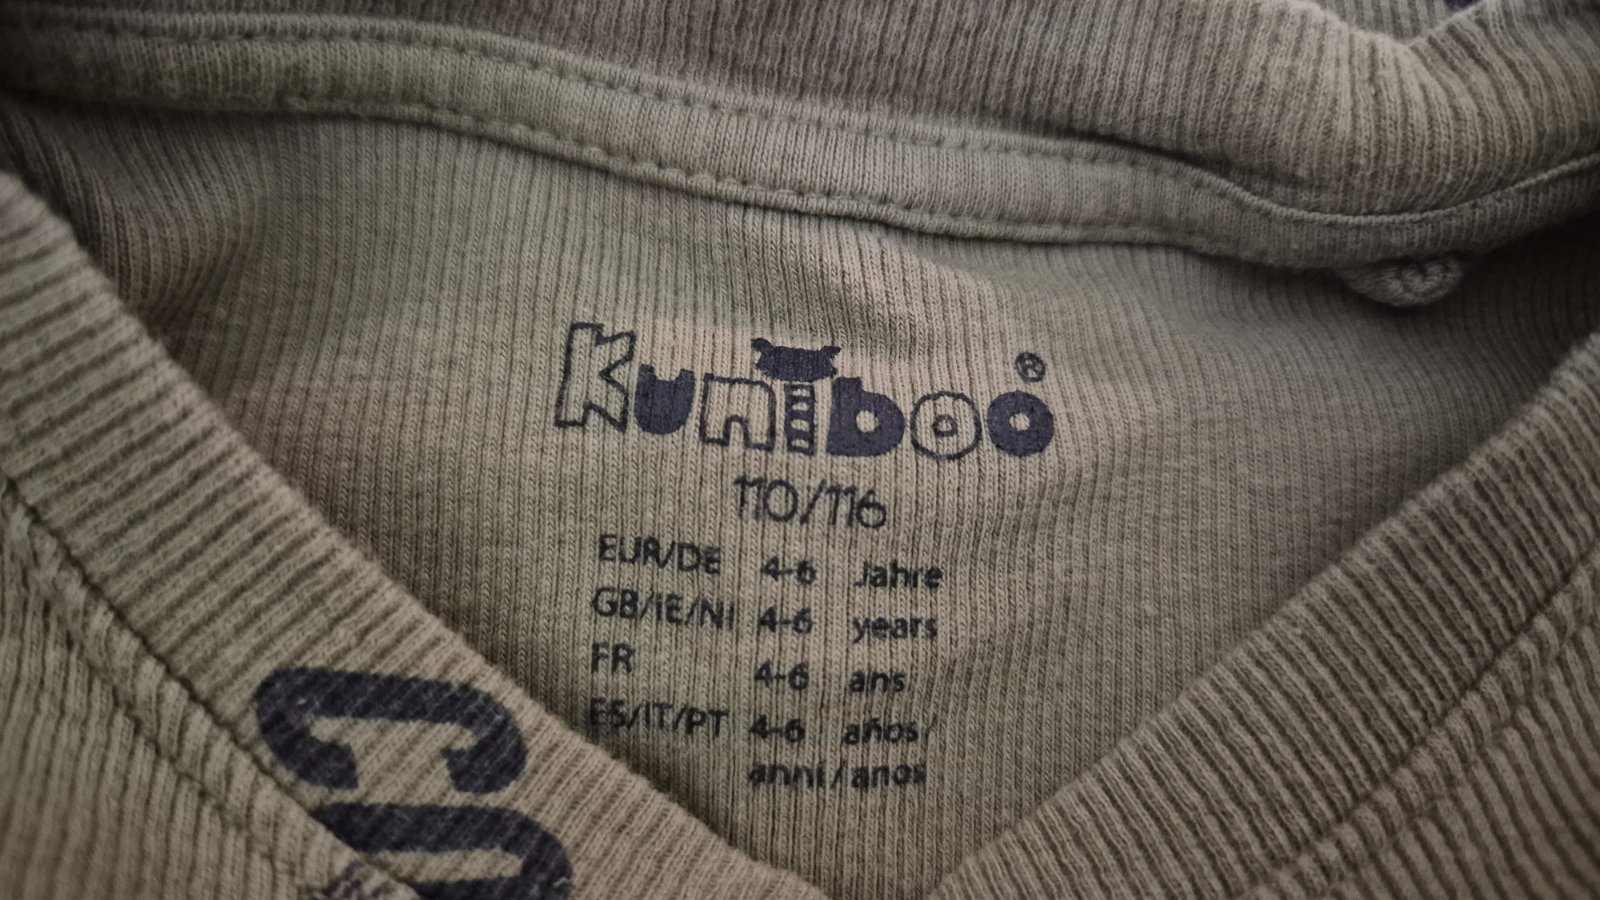 Kuniboo®
110/116
EUR/DE 4-6 Jahre
GB/IE/NI 4-6 years
FR 4-6 ans
ES/IT/PT 4-6 años/
anni/anos
CO